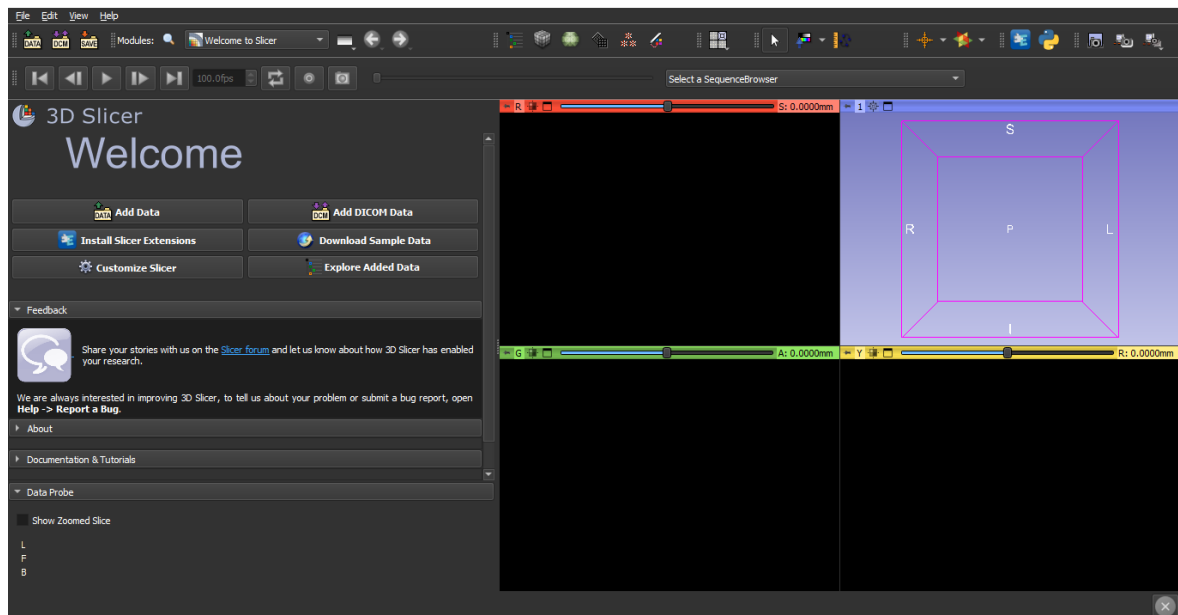 File Edit View Help
DATA DCM SAVE Modules: Welcome to Slicer
100.0fps Select a SequenceBrowser
3D Slicer
Welcome
DATA Add Data DCM Add DICOM Data
Install Slicer Extensions Download Sample Data
Customize Slicer Explore Added Data
Feedback
Share your stories with us on the Slicer forum and let us know about how 3D Slicer has enabled
your research.
We are always interested in improving 3D Slicer, to tell us about your problem or submit a bug report, open
Help -> Report a Bug.
About
Documentation & Tutorials
Data Probe
Show Zoomed Slice
L
F
B
R S: 0.0000mm
1
S
R P L
I
G A: 0.0000mm
Y R: 0.0000mm